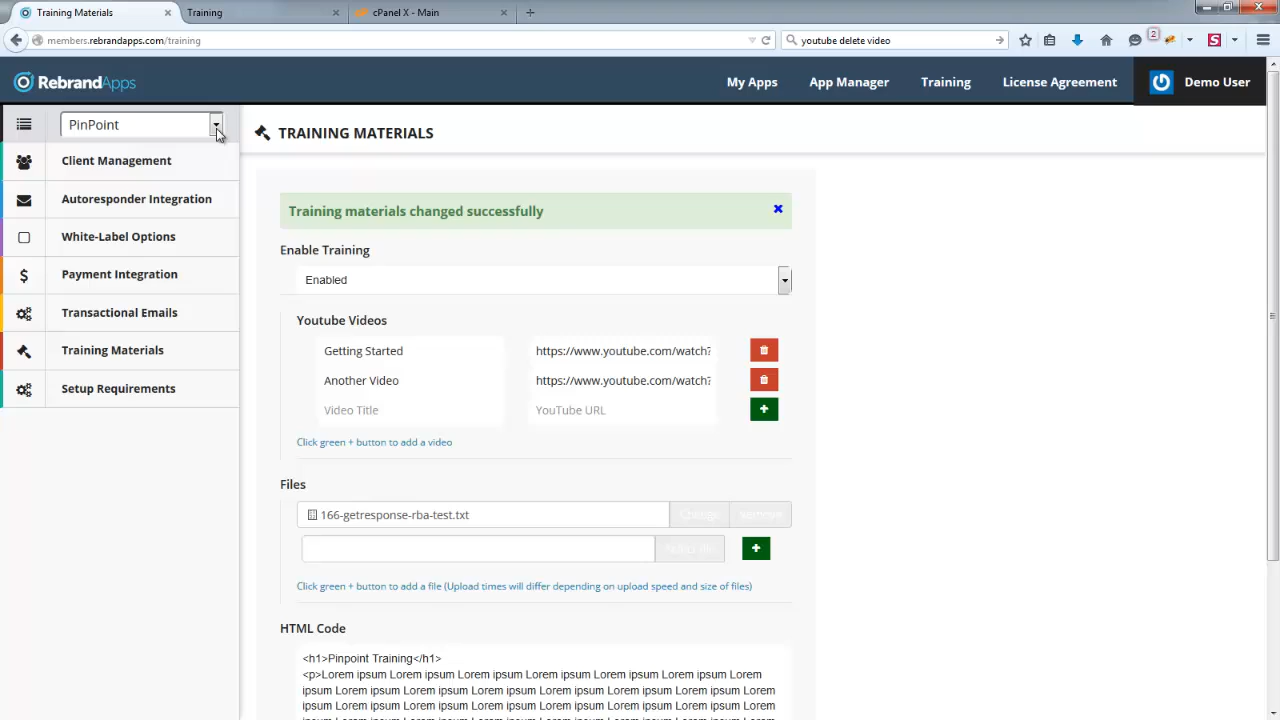 Training Materials
Training
cPanel X - Main
members.rebrandapps.com/training
youtube delete video
2
RebrandApps
My Apps
App Manager
Training
License Agreement
Demo User
PinPoint
Client Management
Autoresponder Integration
White-Label Options
Payment Integration
Transactional Emails
Training Materials
Setup Requirements
TRAINING MATERIALS
Training materials changed successfully
Enable Training
Enabled
Youtube Videos
Getting Started https://www.youtube.com/watch?
Another Video https://www.youtube.com/watch?
Video Title YouTube URL
Click green + button to add a video
Files
166-getresponse-rba-test.txt Change Remove
Click green + button to add a file (Upload times will differ depending on upload speed and size of files)
HTML Code
<h1>Pinpoint Training</h1>
<p>Lorem ipsum Lorem ipsum Lorem ipsum Lorem ipsum Lorem ipsum Lorem
ipsum Lorem ipsum Lorem ipsum Lorem ipsum Lorem ipsum Lorem ipsum Lorem
ipsum Lorem ipsum Lorem ipsum Lorem ipsum Lorem ipsum Lorem ipsum Lorem